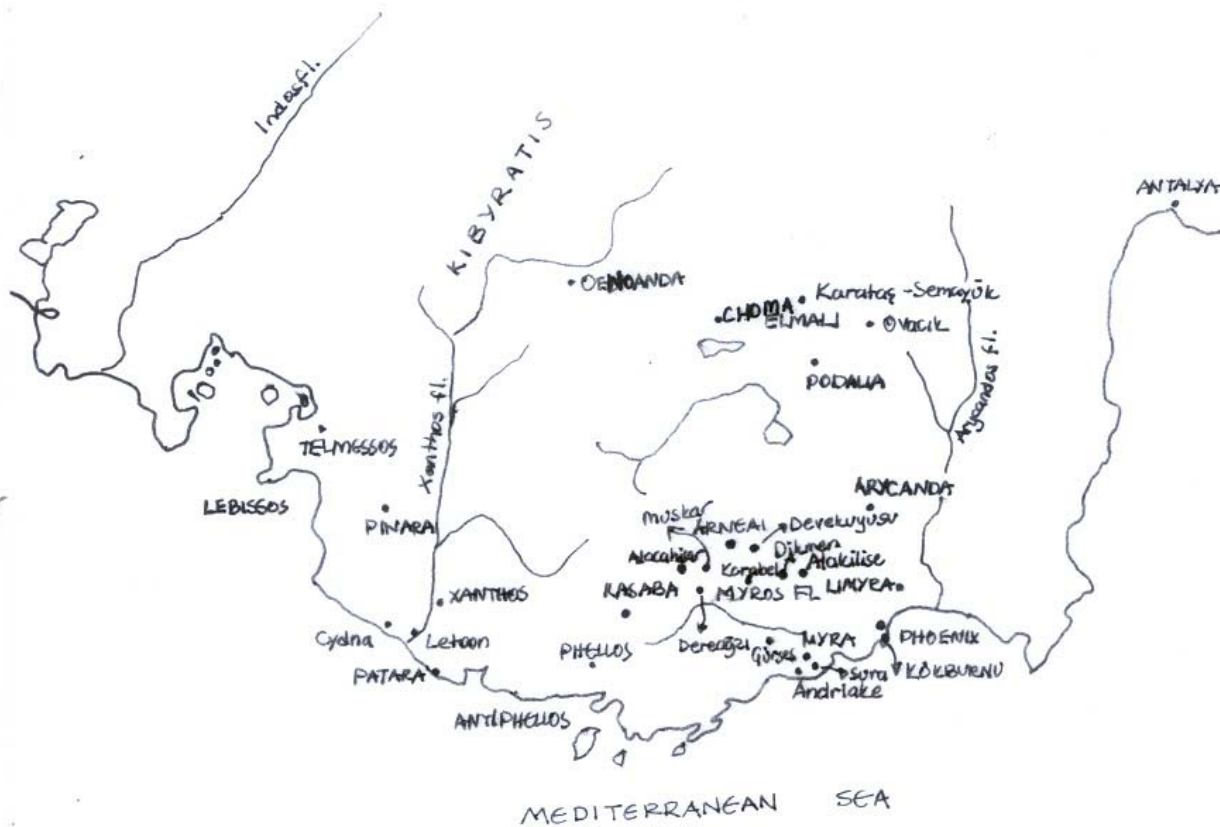 Indos fl.
KIBYRATIS
ANTALYA
OENOANDA
CHOMA
Karataş-Semayük
ELMALI
Ovacık
PODALIA
Arycandos fl.
Xanthos fl.
TELMESSOS
LEBISSOS
PINARA
ARYCANDA
muskar
ARNEAI
Devekuyusu
Dikmen
Alacahisar
Karabel
Alakilise
KASABA
MYROS FL
LIMYRA
XANTHOS
Cydna
Letoon
PHELLOS
Dereağzı
Gürses
MYRA
PHOENIX
PATARA
Sura
KÖKBURNU
Andriake
ANTIPHELLOS
MEDITERRANEAN SEA